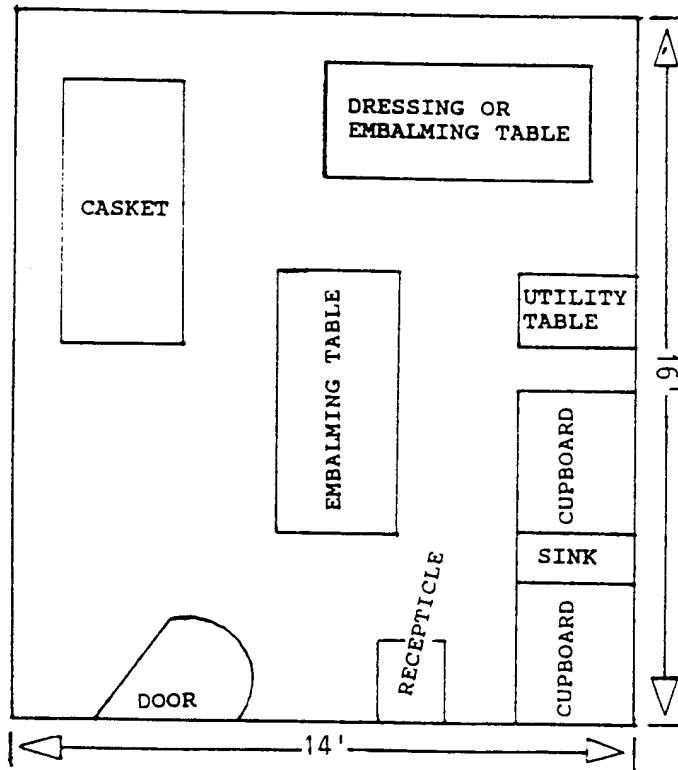 DRESSING OR
EMBALMING TABLE
CASKET
UTILITY
TABLE
EMBALMING TABLE
16'
CUPBOARD
SINK
RECEPTICLE
CUPBOARD
DOOR
14'